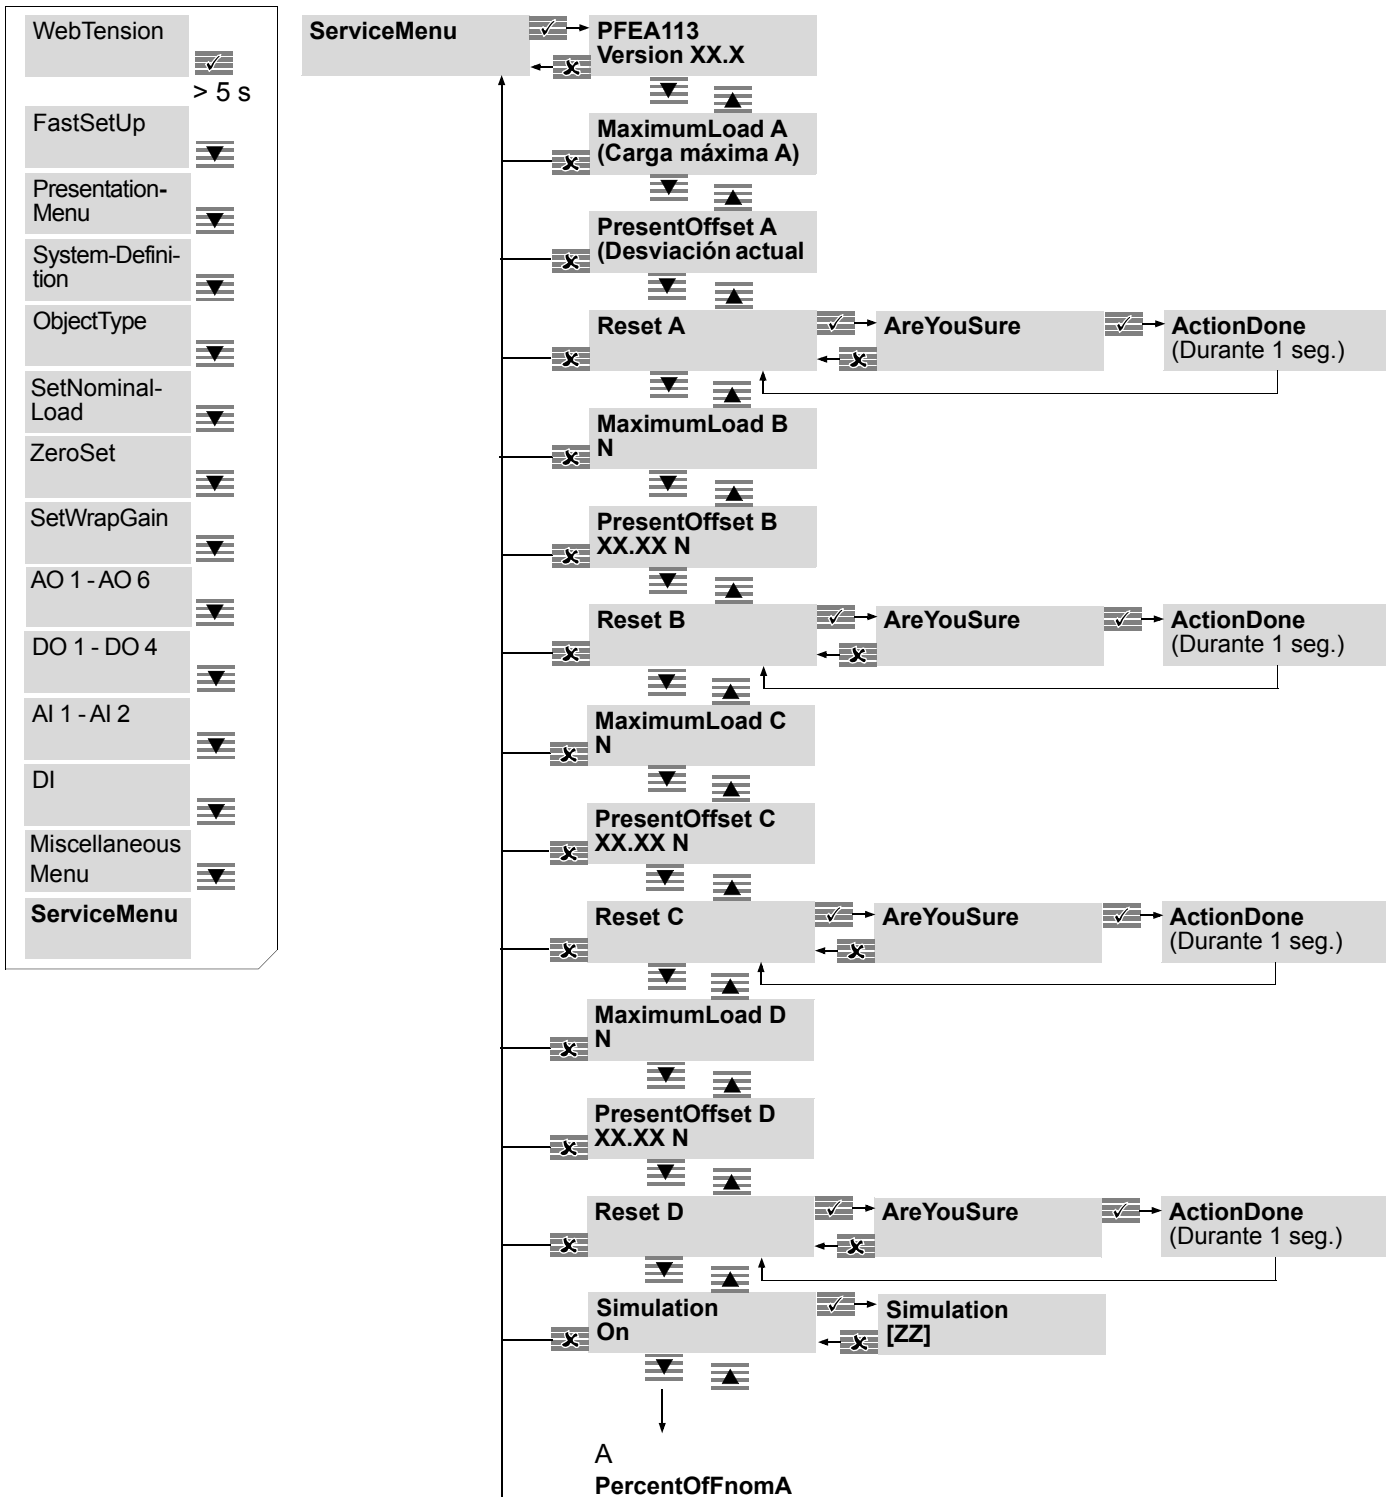 WebTension
> 5 s
FastSetUp
Presentation-
Menu
System-Defini-
tion
ObjectType
SetNominal-
Load
ZeroSet
SetWrapGain
AO 1 - AO 6
DO 1 - DO 4
AI 1 - AI 2
DI
Miscellaneous
Menu
ServiceMenu
ServiceMenu
PFEA113
Version XX.X
MaximumLoad A
(Carga máxima A)
PresentOffset A
(Desviación actual
Reset A
AreYouSure
ActionDone
(Durante 1 seg.)
MaximumLoad B
N
PresentOffset B
XX.XX N
Reset B
AreYouSure
ActionDone
(Durante 1 seg.)
MaximumLoad C
N
PresentOffset C
XX.XX N
Reset C
AreYouSure
ActionDone
(Durante 1 seg.)
MaximumLoad D
N
PresentOffset D
XX.XX N
Reset D
AreYouSure
ActionDone
(Durante 1 seg.)
Simulation
On
Simulation
[ZZ]
A
PercentOfFnomA